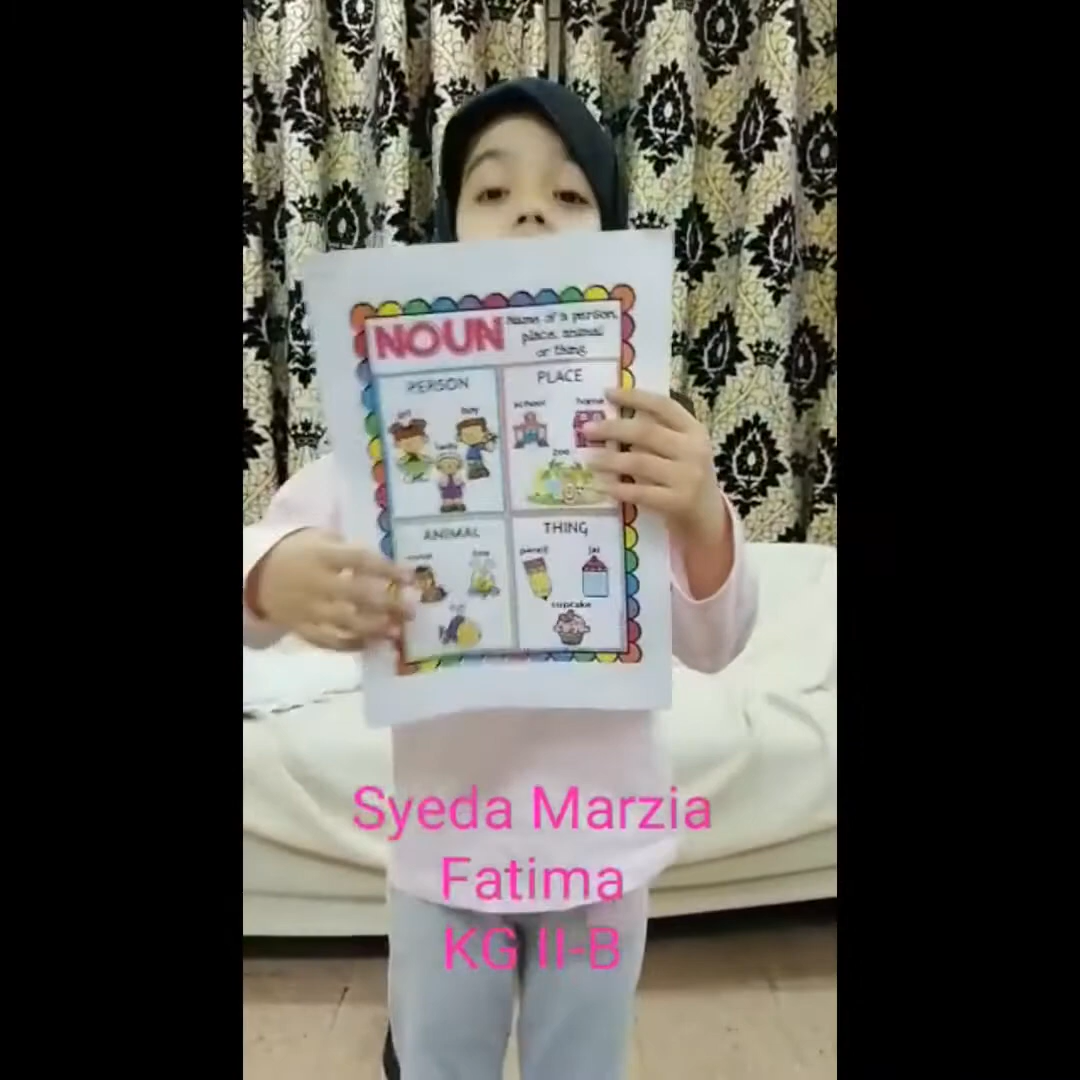 NOUN
Name of a person,
place, animal
or thing
PERSON
boy
PLACE
school
home
zoo
ANIMAL
THING
pencil
jar
cupcake
Syeda Marzia
Fatima
KG II-B